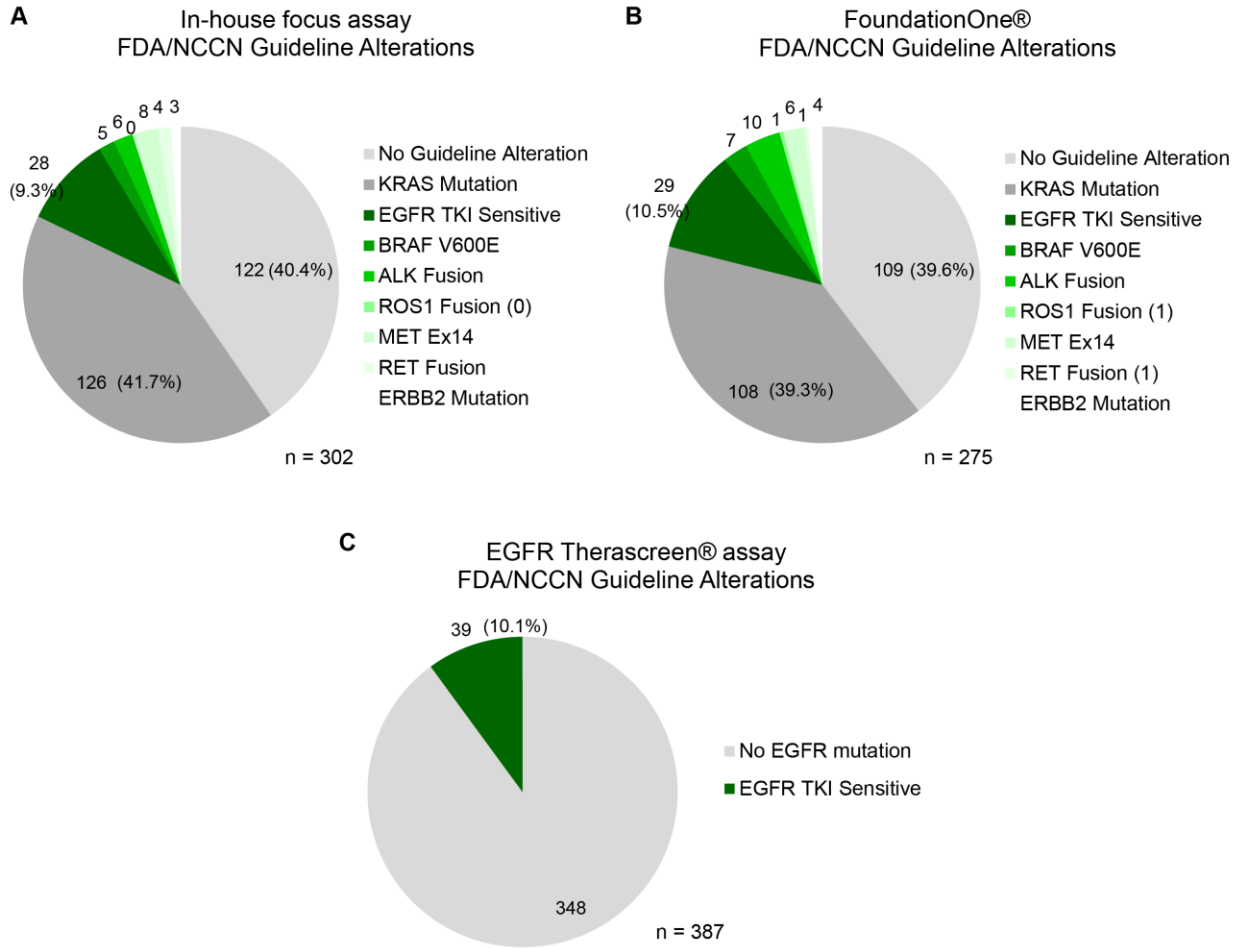 A
In-house focus assay
FDA/NCCN Guideline Alterations
5 6 0 8 4 3
28
(9.3%)
122 (40.4%)
126 (41.7%)
No Guideline Alteration
KRAS Mutation
EGFR TKI Sensitive
BRAF V600E
ALK Fusion
ROS1 Fusion (0)
MET Ex14
RET Fusion
ERBB2 Mutation
n = 302
B
FoundationOne®
FDA/NCCN Guideline Alterations
7 10 1 6 1 4
29
(10.5%)
109 (39.6%)
108 (39.3%)
No Guideline Alteration
KRAS Mutation
EGFR TKI Sensitive
BRAF V600E
ALK Fusion
ROS1 Fusion (1)
MET Ex14
RET Fusion (1)
ERBB2 Mutation
n = 275
C
EGFR Therascreen® assay
FDA/NCCN Guideline Alterations
39 (10.1%)
348
No EGFR mutation
EGFR TKI Sensitive
n = 387